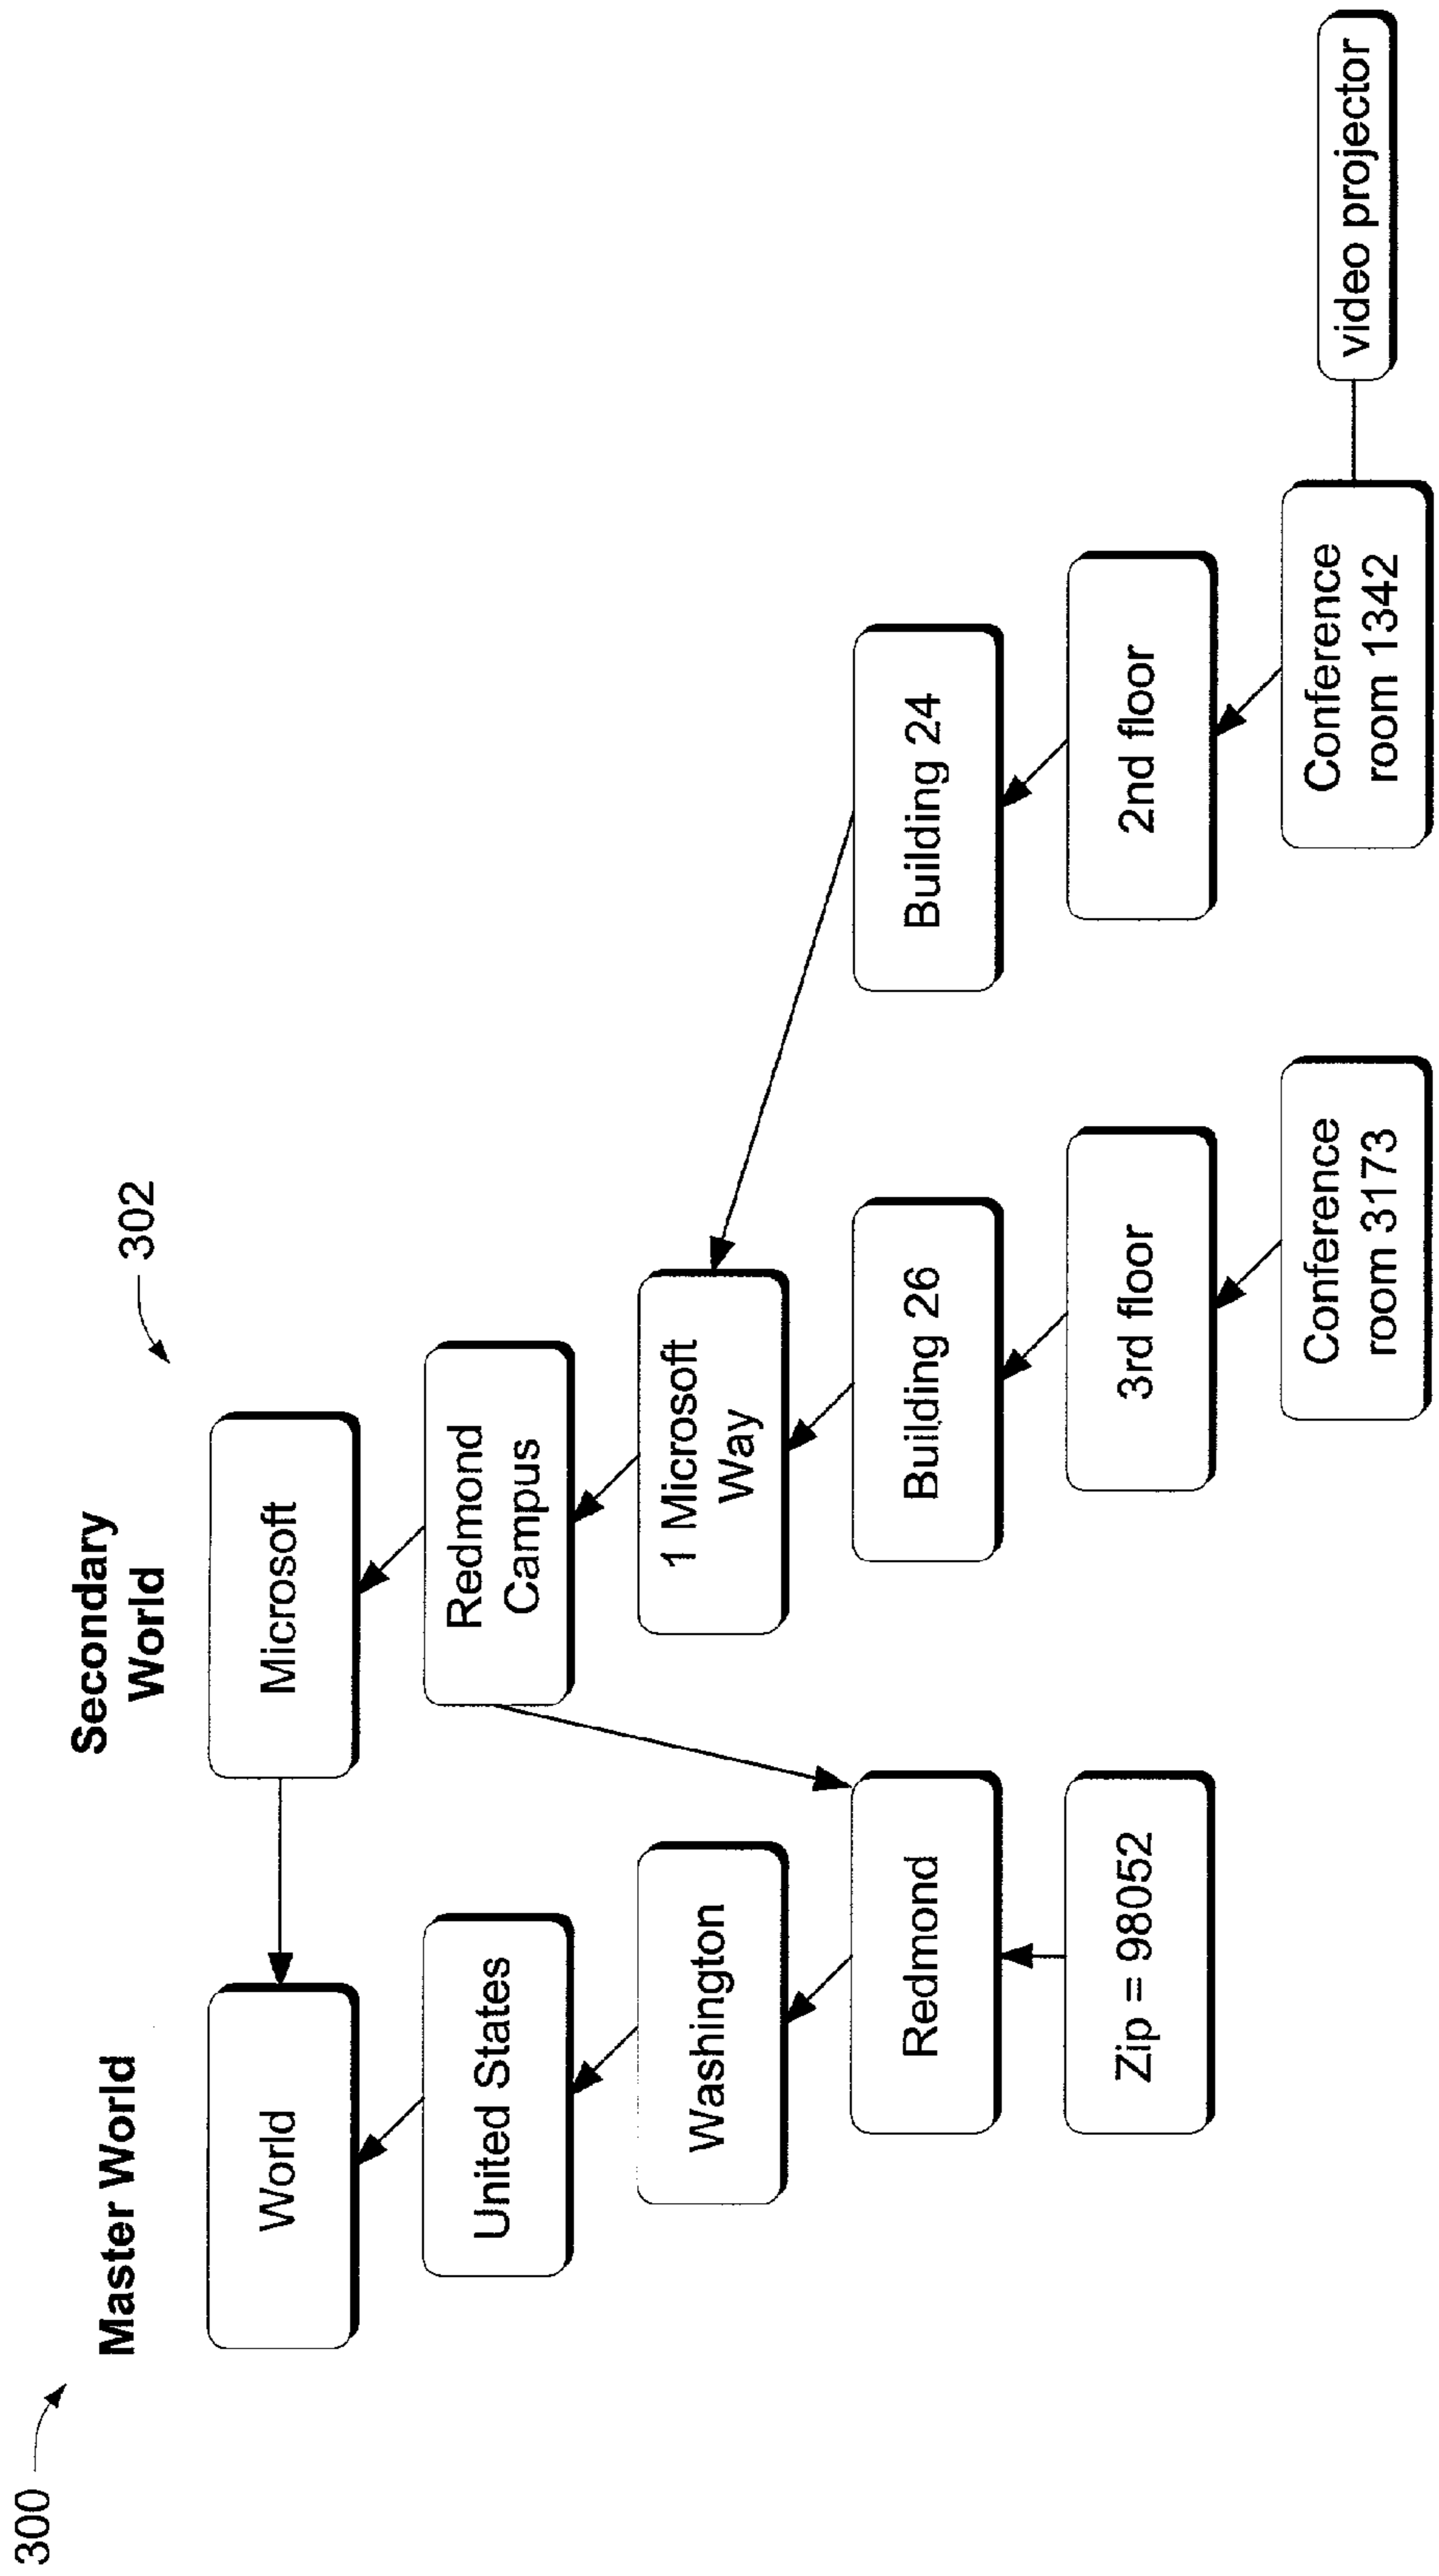 300
Master World
Secondary
World
302
World
Microsoft
United States
Redmond
Campus
Washington
1 Microsoft
Way
Redmond
Building 26
Building 24
Zip = 98052
3rd floor
2nd floor
Conference
room 3173
Conference
room 1342
video projector